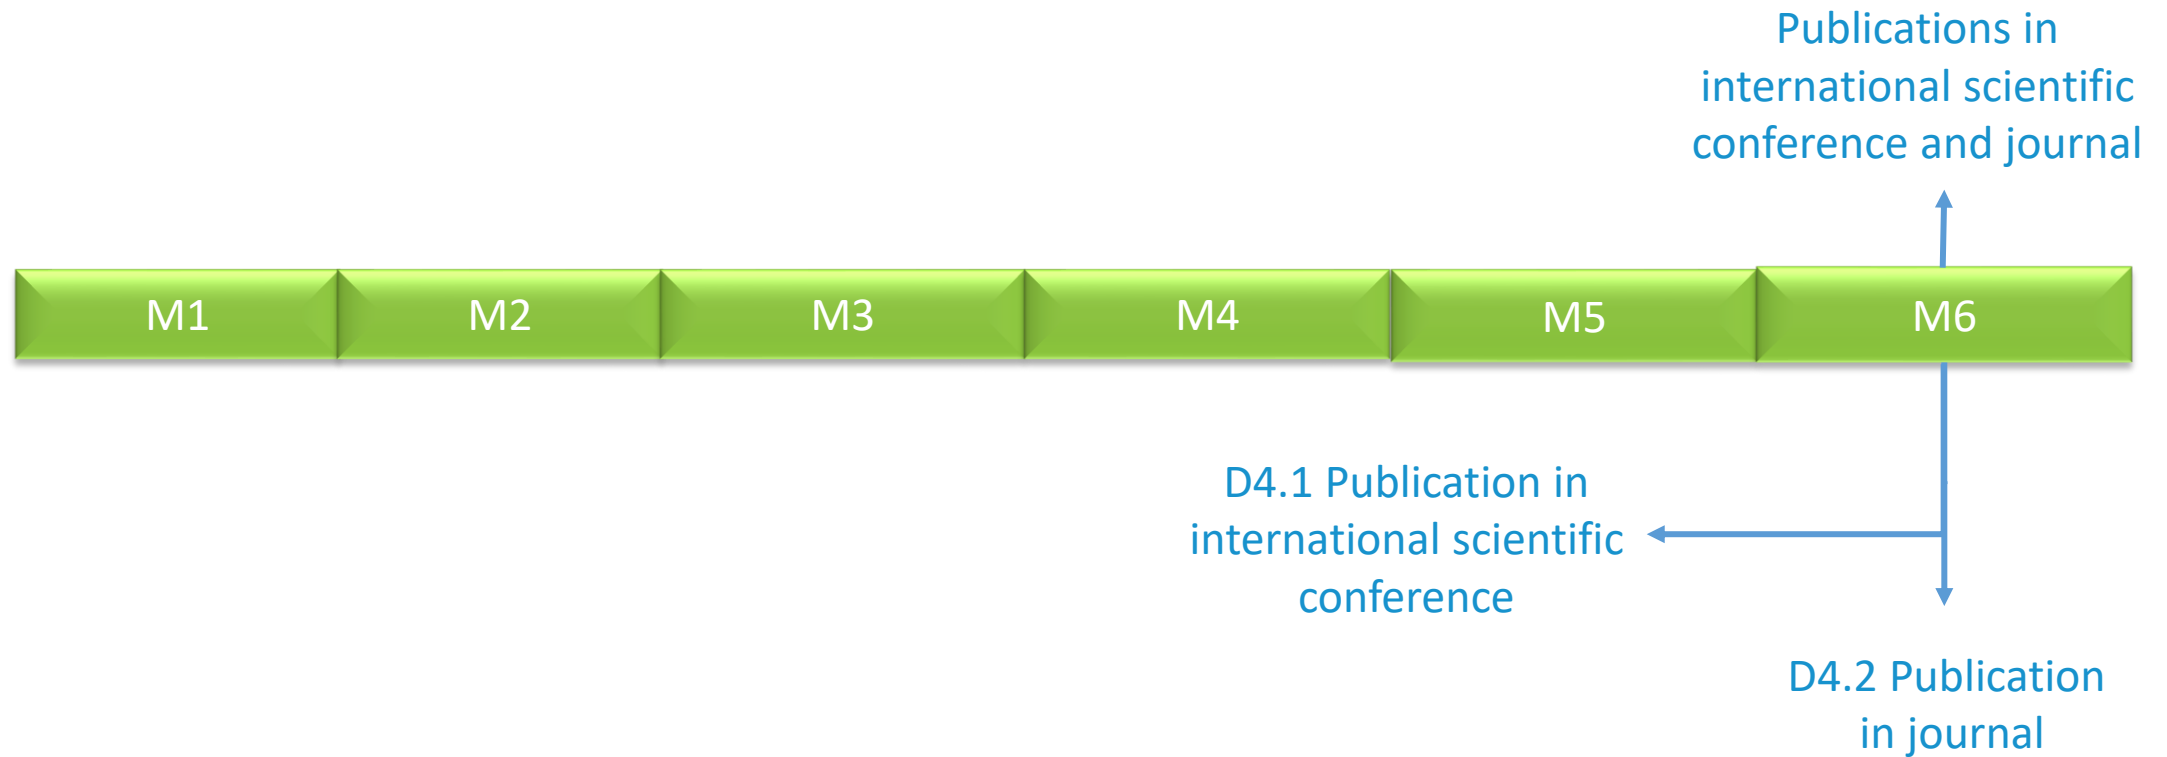 Publications in
international scientific
conference and journal
M1
M2
M3
M4
M5
M6
D4.1 Publication in
international scientific
conference
D4.2 Publication
in journal